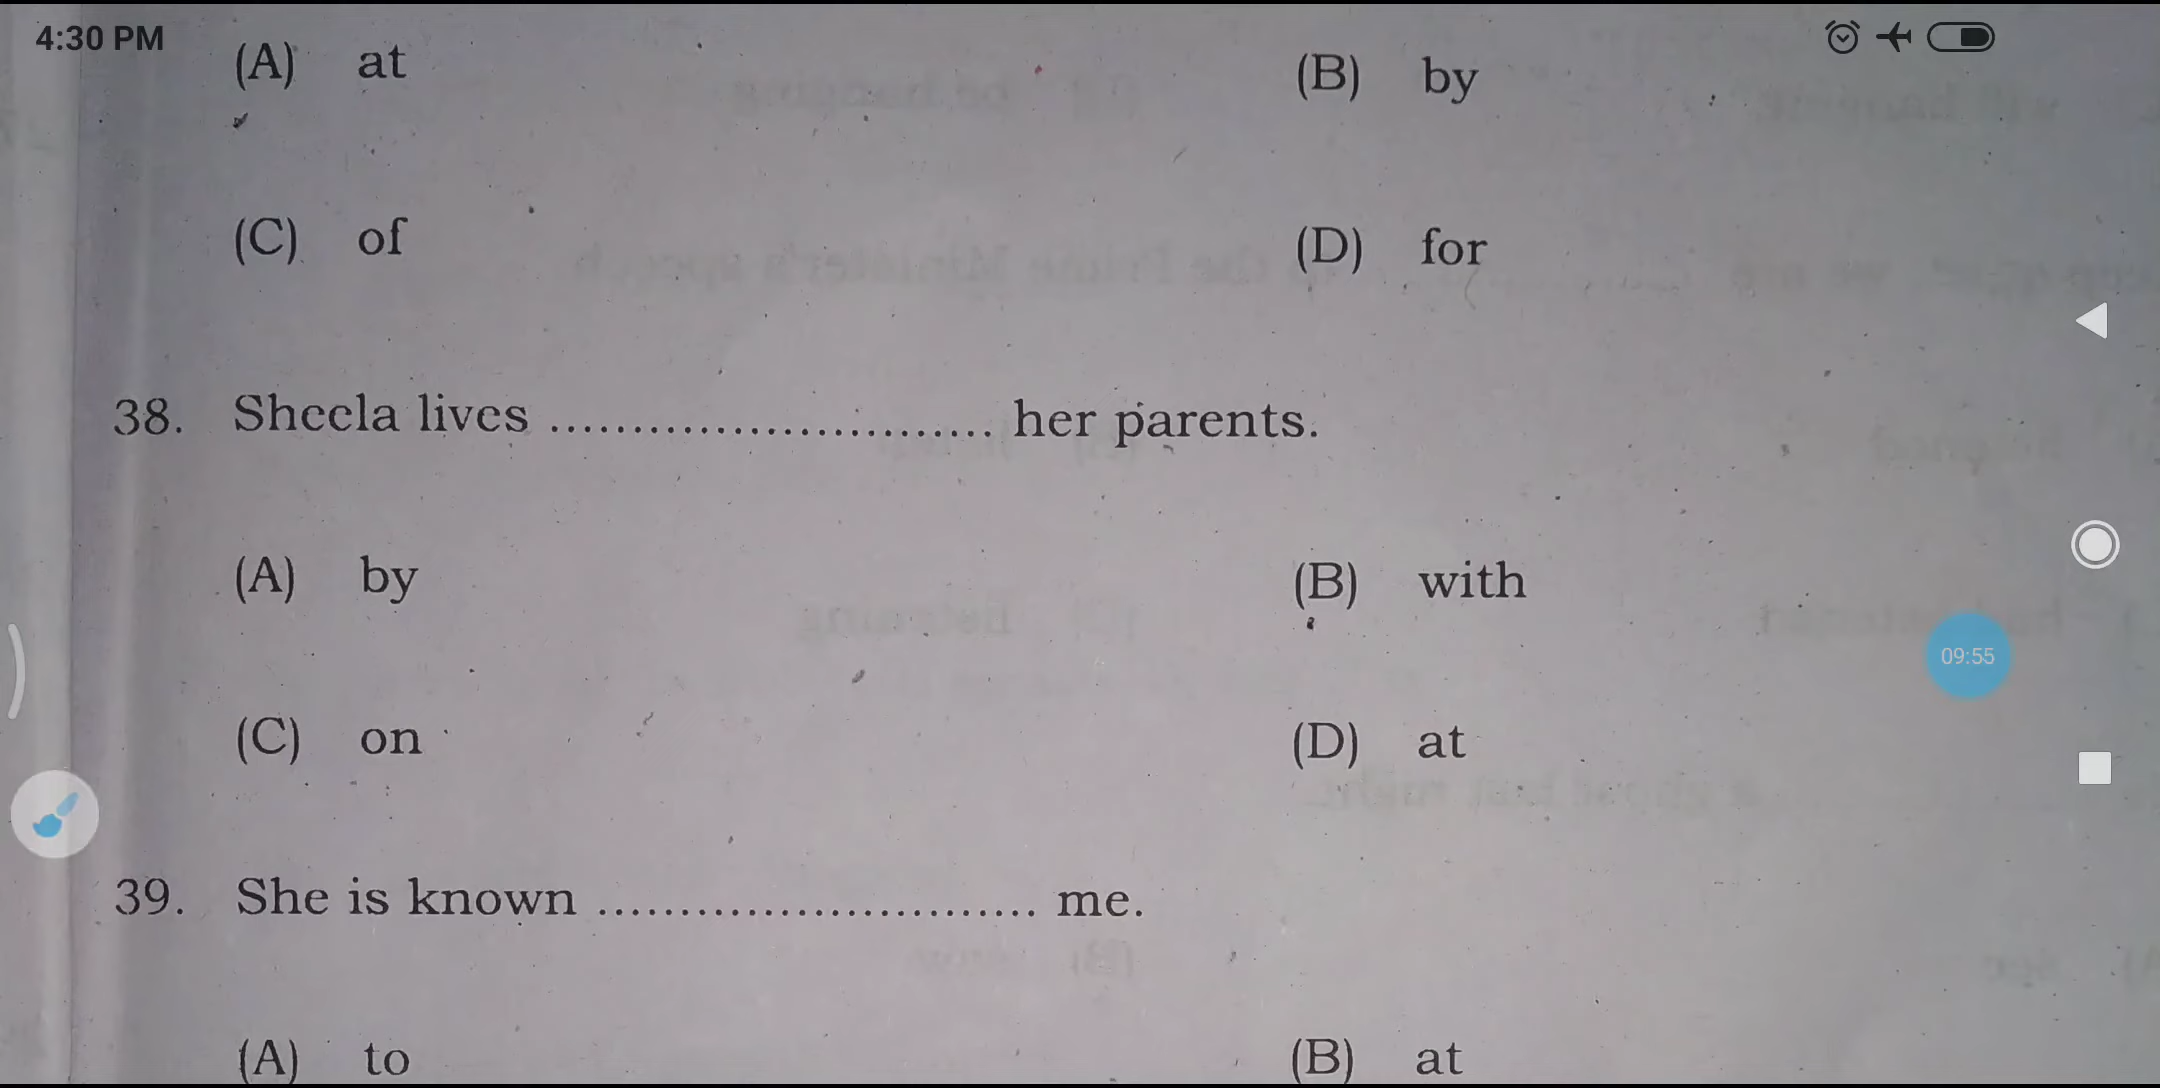 4:30 PM
(A) at (B) by
(C) of (D) for
38. Sheela lives ........................... her parents.
(A) by (B) with
09:55
(C) on (D) at
39. She is known ........................... me.
(A) to (B) at